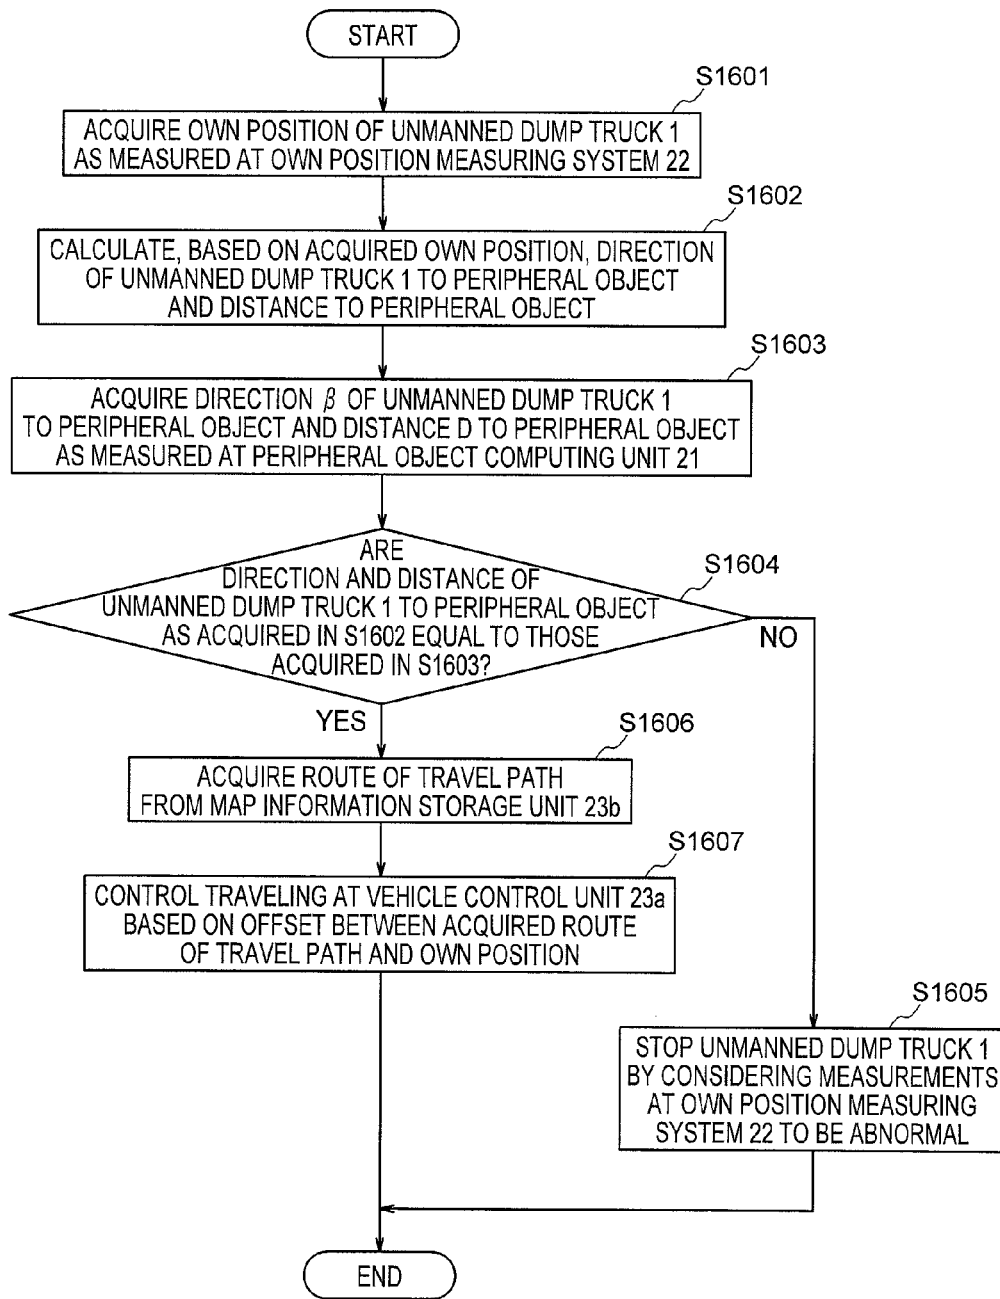 START
S1601
ACQUIRE OWN POSITION OF UNMANNED DUMP TRUCK 1
AS MEASURED AT OWN POSITION MEASURING SYSTEM 22
S1602
CALCULATE, BASED ON ACQUIRED OWN POSITION, DIRECTION
OF UNMANNED DUMP TRUCK 1 TO PERIPHERAL OBJECT
AND DISTANCE TO PERIPHERAL OBJECT
S1603
ACQUIRE DIRECTION β OF UNMANNED DUMP TRUCK 1
TO PERIPHERAL OBJECT AND DISTANCE D TO PERIPHERAL OBJECT
AS MEASURED AT PERIPHERAL OBJECT COMPUTING UNIT 21
S1604
ARE
DIRECTION AND DISTANCE OF
UNMANNED DUMP TRUCK 1 TO PERIPHERAL OBJECT
AS ACQUIRED IN S1602 EQUAL TO THOSE
ACQUIRED IN S1603?
NO
YES
S1606
ACQUIRE ROUTE OF TRAVEL PATH
FROM MAP INFORMATION STORAGE UNIT 23b
S1607
CONTROL TRAVELING AT VEHICLE CONTROL UNIT 23a
BASED ON OFFSET BETWEEN ACQUIRED ROUTE
OF TRAVEL PATH AND OWN POSITION
S1605
STOP UNMANNED DUMP TRUCK 1
BY CONSIDERING MEASUREMENTS
AT OWN POSITION MEASURING
SYSTEM 22 TO BE ABNORMAL
END